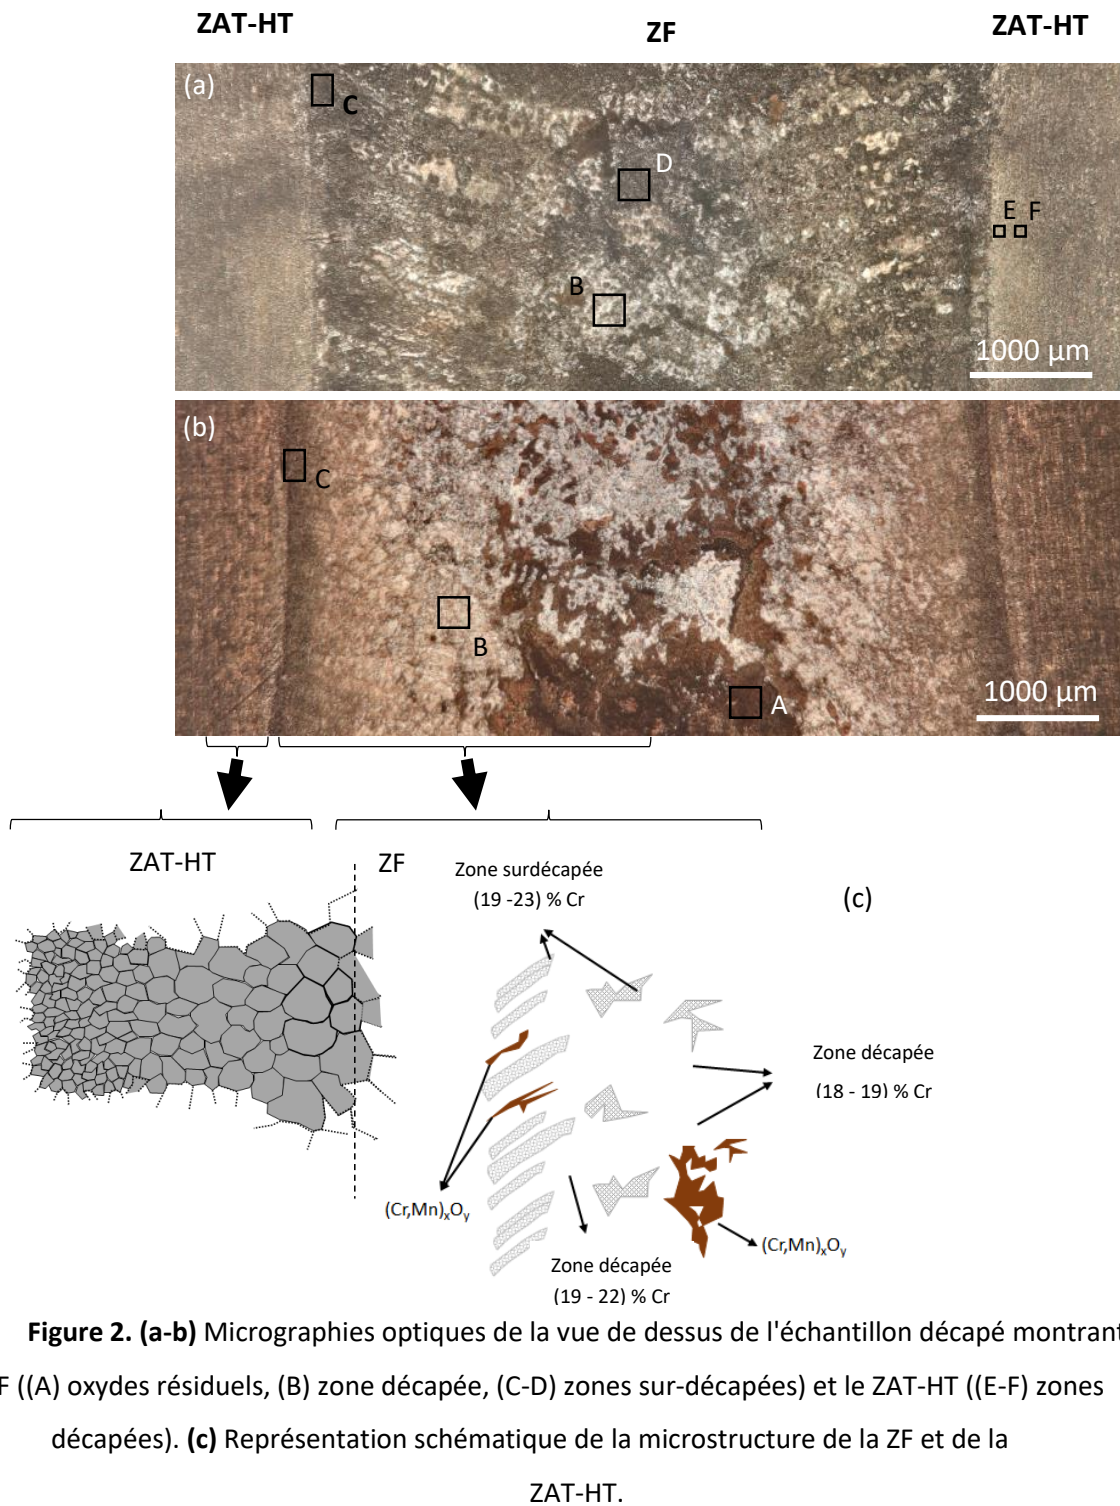 ZAT-HT
ZF
ZAT-HT
(a)
C
D
E F
B
1000 µm
(b)
C
B
A
1000 µm
ZAT-HT
ZF
Zone surdécapée
(19 -23) % Cr
(c)
Zone décapée
(18 - 19) % Cr
(Cr,Mn)ₓOᵧ
(Cr,Mn)ₓOᵧ
Zone décapée
(19 - 22) % Cr
Figure 2. (a-b) Micrographies optiques de la vue de dessus de l'échantillon décapé montrant
F ((A) oxydes résiduels, (B) zone décapée, (C-D) zones sur-décapées) et le ZAT-HT ((E-F) zones
décapées). (c) Représentation schématique de la microstructure de la ZF et de la
ZAT-HT.